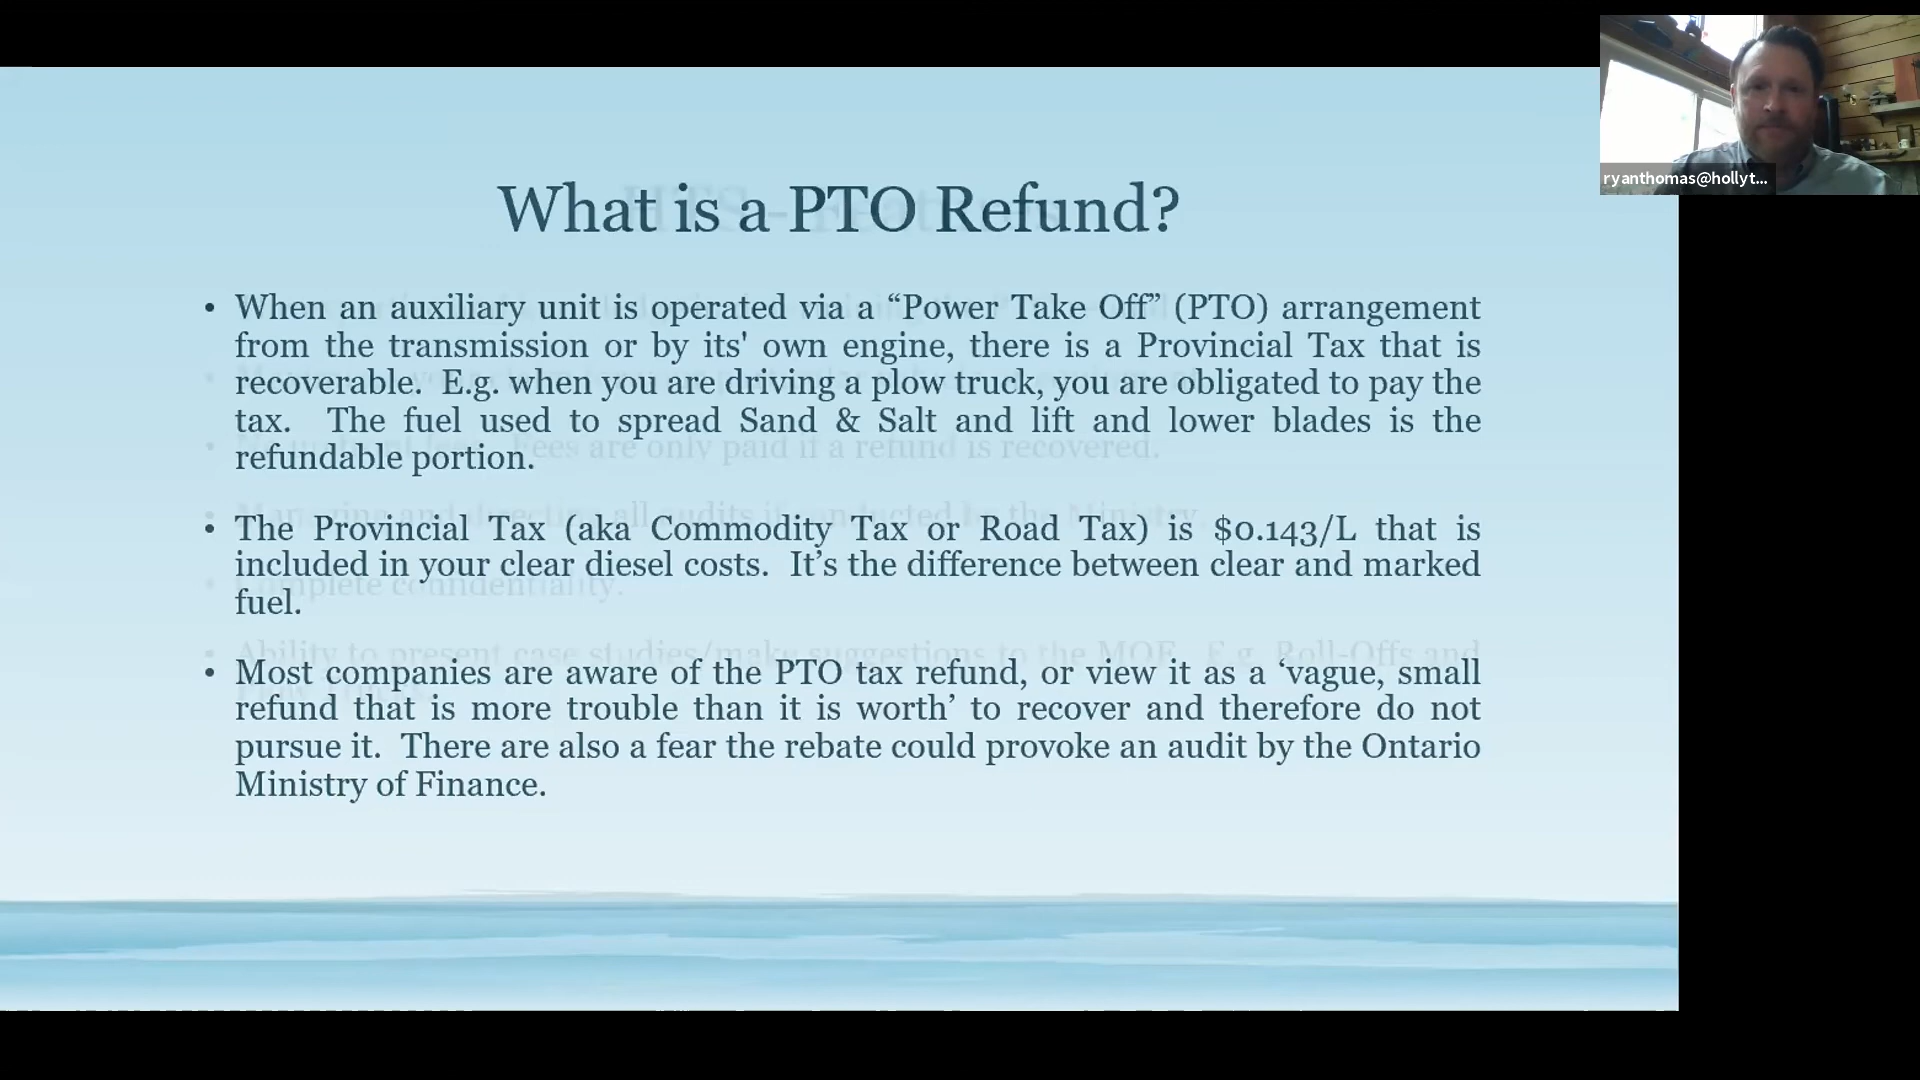 ryanthomas@hollyt...
What is a PTO Refund?
• When an auxiliary unit is operated via a “Power Take Off” (PTO) arrangement
from the transmission or by its' own engine, there is a Provincial Tax that is
recoverable. E.g. when you are driving a plow truck, you are obligated to pay the
tax. The fuel used to spread Sand & Salt and lift and lower blades is the
refundable portion.
• The Provincial Tax (aka Commodity Tax or Road Tax) is $0.143/L that is
included in your clear diesel costs. It’s the difference between clear and marked
fuel.
• Most companies are aware of the PTO tax refund, or view it as a ‘vague, small
refund that is more trouble than it is worth’ to recover and therefore do not
pursue it. There are also a fear the rebate could provoke an audit by the Ontario
Ministry of Finance.